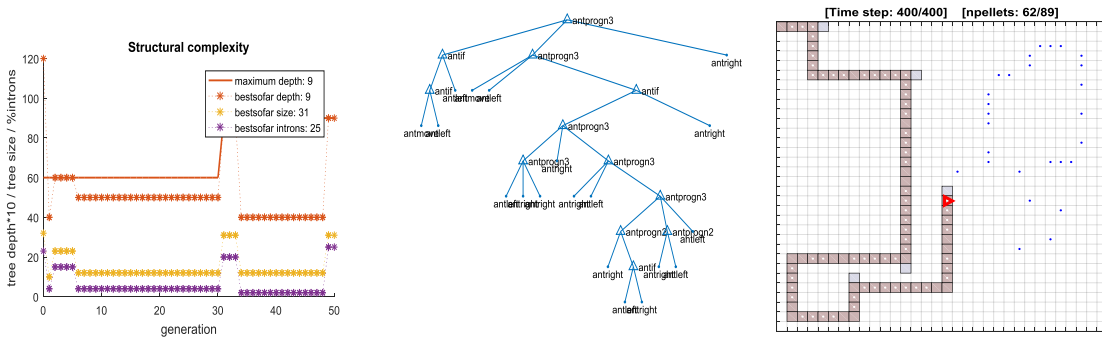 Structural complexity
tree depth*10 / tree size / %introns
120
100
80
60
40
20
0
maximum depth: 9
bestsofar depth: 9
bestsofar size: 31
bestsofar introns: 25
0 10 20 30 40 50
generation
antprogn3
antif antprogn3 antright
antif antleft antmove antleft antif
antmove antleft antprogn3 antright
antprogn3 antright antprogn3
antleft antright antright antright antleft antprogn3
antprogn2 antprogn2 antleft
antright antif antright antleft
antleft antright
[Time step: 400/400] [npellets: 62/89]